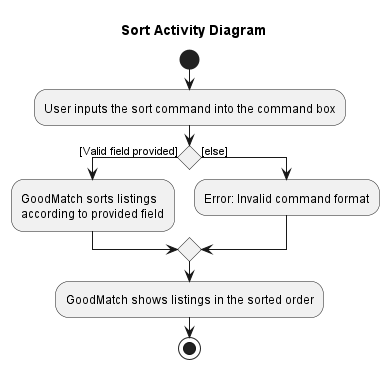 Sort Activity Diagram
User inputs the sort command into the command box
[Valid field provided]
[else]
GoodMatch sorts listings
according to provided field
Error: Invalid command format
GoodMatch shows listings in the sorted order